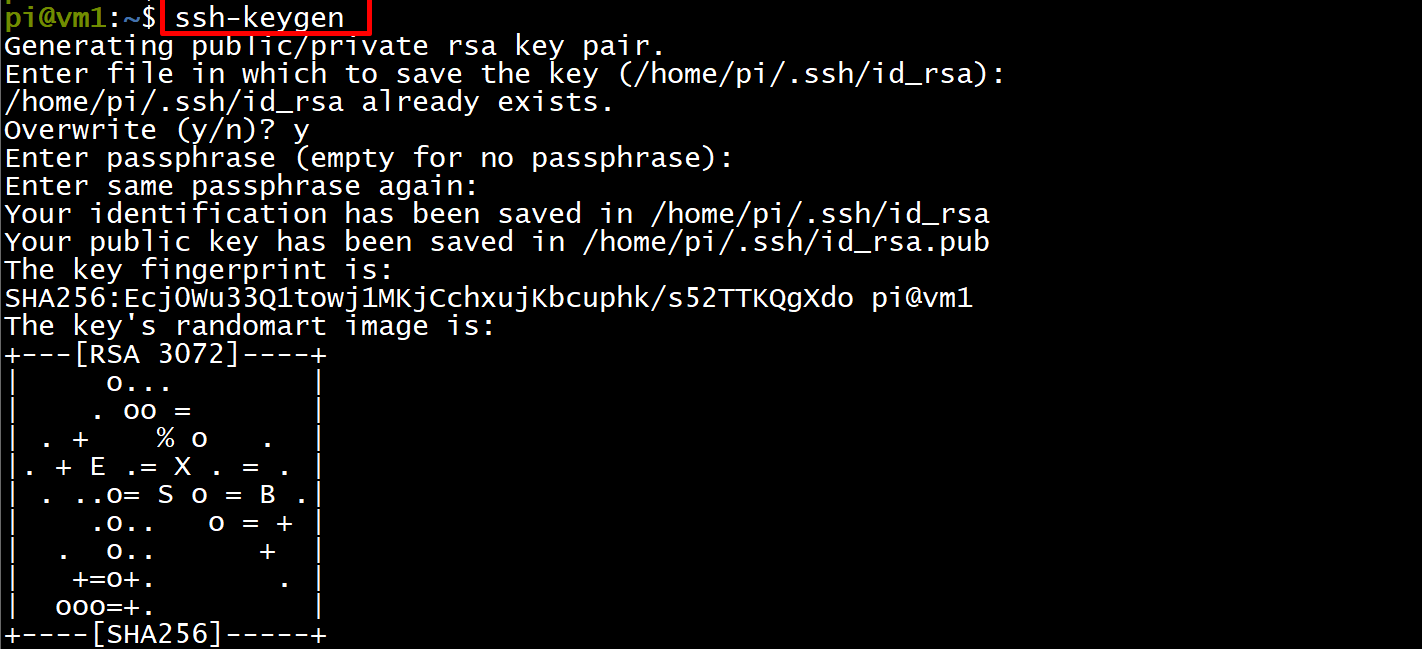 pi@vm1:~$ ssh-keygen
Generating public/private rsa key pair.
Enter file in which to save the key (/home/pi/.ssh/id_rsa):
/home/pi/.ssh/id_rsa already exists.
Overwrite (y/n)? y
Enter passphrase (empty for no passphrase):
Enter same passphrase again:
Your identification has been saved in /home/pi/.ssh/id_rsa
Your public key has been saved in /home/pi/.ssh/id_rsa.pub
The key fingerprint is:
SHA256:EcjOWu33Q1towj1MKjCchxujKbcuphk/s52TTKQgXdo pi@vm1
The key's randomart image is:
+---[RSA 3072]----+
|     o...        |
|    . oo =       |
| . +    % o   .  |
|. + E .= X . = . |
| . ..o= S o = B .|
|    .o..   o = + |
|  .  o..      +  |
|   +=o+.       . |
|  ooo=+.         |
+----[SHA256]-----+